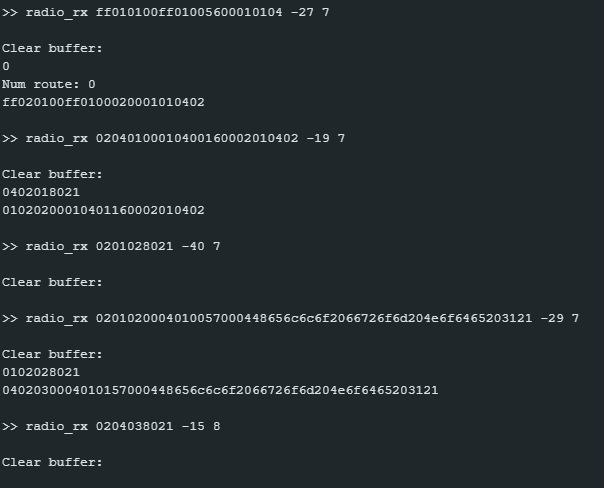 >> radio_rx ff010100ff01005600010104 -27 7
Clear buffer:
0
Num route: 0
ff020100ff0100020001010402
>> radio_rx 02040100010400160002010402 -19 7
Clear buffer:
0402018021
01020200010401160002010402
>> radio_rx 0201028021 -40 7
Clear buffer:
>> radio_rx 0201020004010057000448656c6c6f2066726f6d204e6f6465203121 -29 7
Clear buffer:
0102028021
0402030004010157000448656c6c6f2066726f6d204e6f6465203121
>> radio_rx 0204038021 -15 8
Clear buffer: